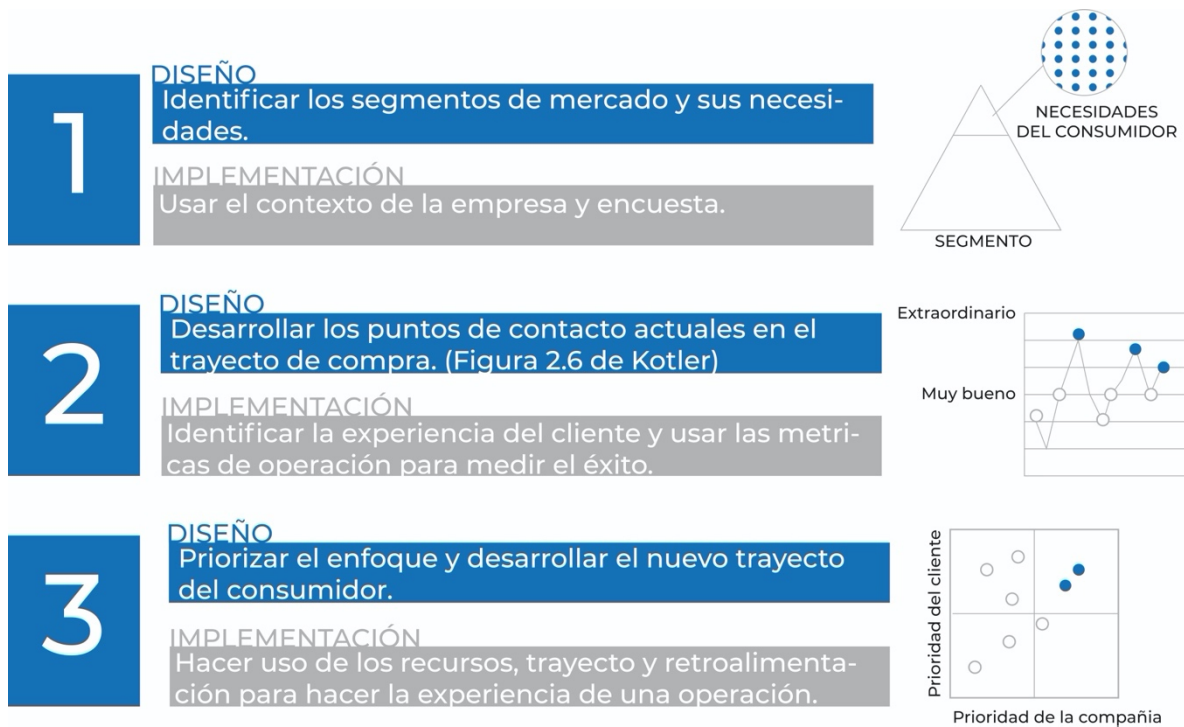 1
DISEÑO
Identificar los segmentos de mercado y sus necesi-
dades.
IMPLEMENTACIÓN
Usar el contexto de la empresa y encuesta.
NECESIDADES
DEL CONSUMIDOR
SEGMENTO
2
DISEÑO
Desarrollar los puntos de contacto actuales en el
trayecto de compra. (Figura 2.6 de Kotler)
IMPLEMENTACIÓN
Identificar la experiencia del cliente y usar las metri-
cas de operación para medir el éxito.
Extraordinario
Muy bueno
3
DISEÑO
Priorizar el enfoque y desarrollar el nuevo trayecto
del consumidor.
IMPLEMENTACIÓN
Hacer uso de los recursos, trayecto y retroalimenta-
ción para hacer la experiencia de una operación.
Prioridad del cliente
Prioridad de la compañia